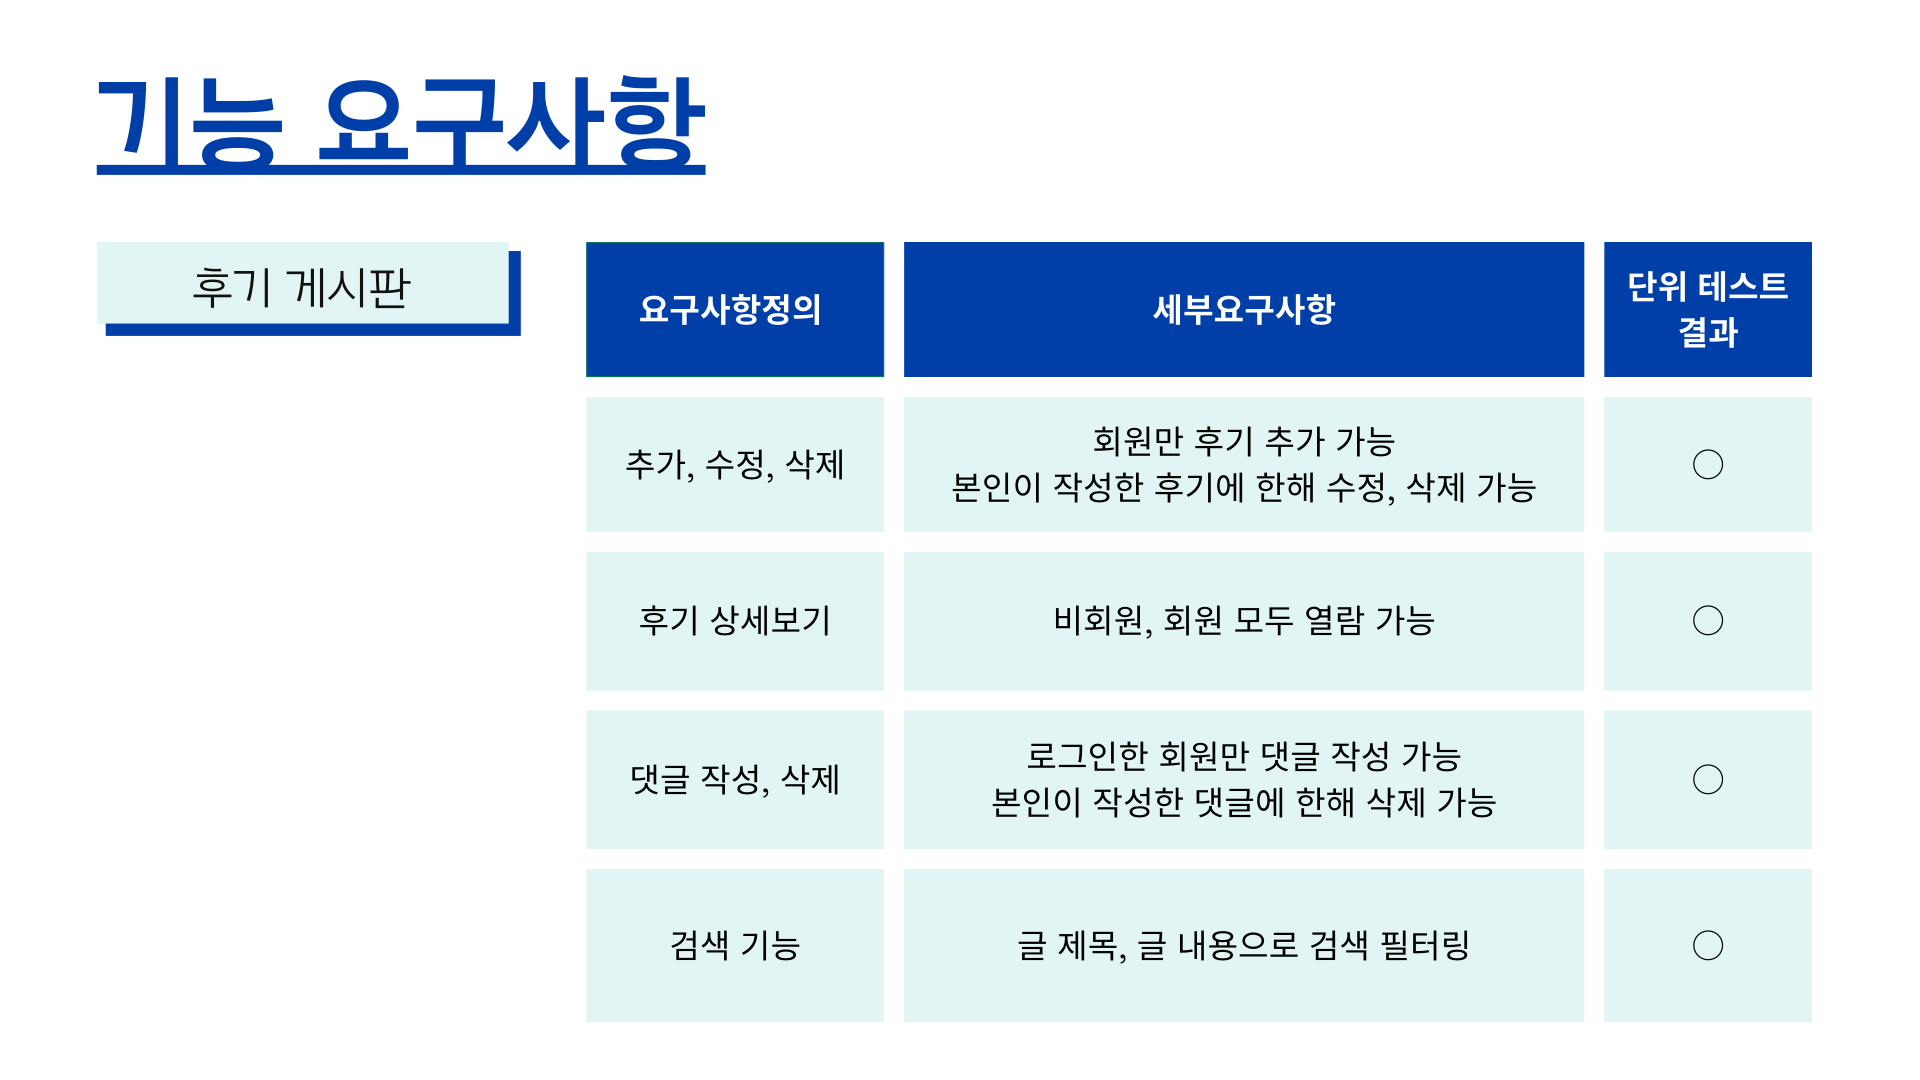 기능 요구사항
후기 게시판
요구사항정의
세부요구사항
단위 테스트
결과
추가, 수정, 삭제
회원만 후기 추가 가능
본인이 작성한 후기에 한해 수정, 삭제 가능
○
후기 상세보기
비회원, 회원 모두 열람 가능
○
댓글 작성, 삭제
로그인한 회원만 댓글 작성 가능
본인이 작성한 댓글에 한해 삭제 가능
○
검색 기능
글 제목, 글 내용으로 검색 필터링
○